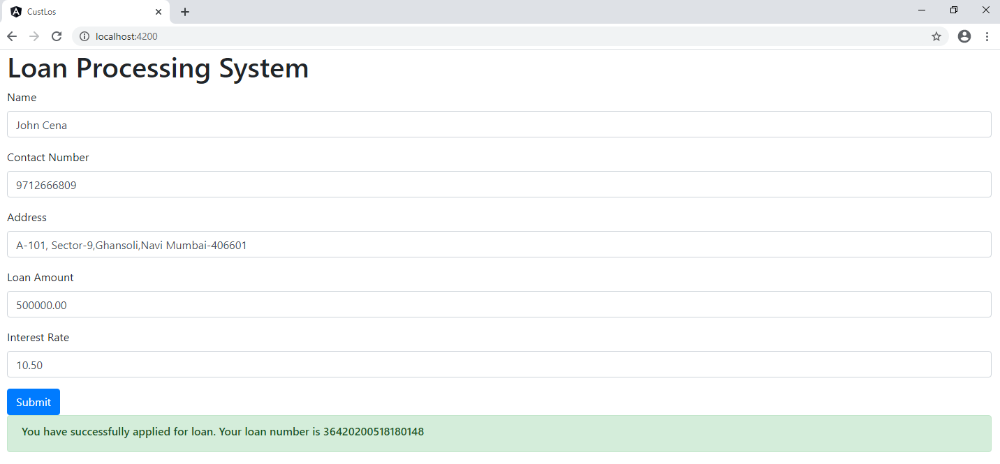 CustLos
localhost:4200
Loan Processing System
Name
John Cena
Contact Number
9712666809
Address
A-101, Sector-9,Ghansoli,Navi Mumbai-406601
Loan Amount
500000.00
Interest Rate
10.50
Submit
You have successfully applied for loan. Your loan number is 36420200518180148